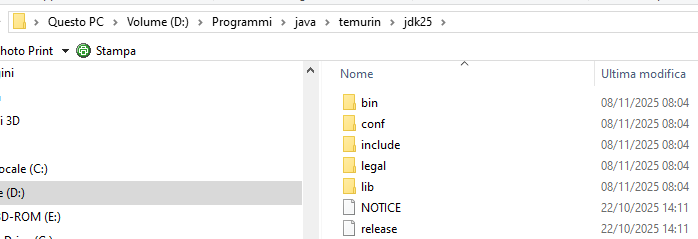 Questo PC > Volume (D:) > Programmi > java > temurin > jdk25 >
hoto Print Stampa
gini
Nome Ultima modifica
bin 08/11/2025 08:04
i 3D
conf 08/11/2025 08:04
include 08/11/2025 08:04
ocale (C:)
legal 08/11/2025 08:04
e (D:)
lib 08/11/2025 08:04
D-ROM (E:)
NOTICE 22/10/2025 14:11
release 22/10/2025 14:11